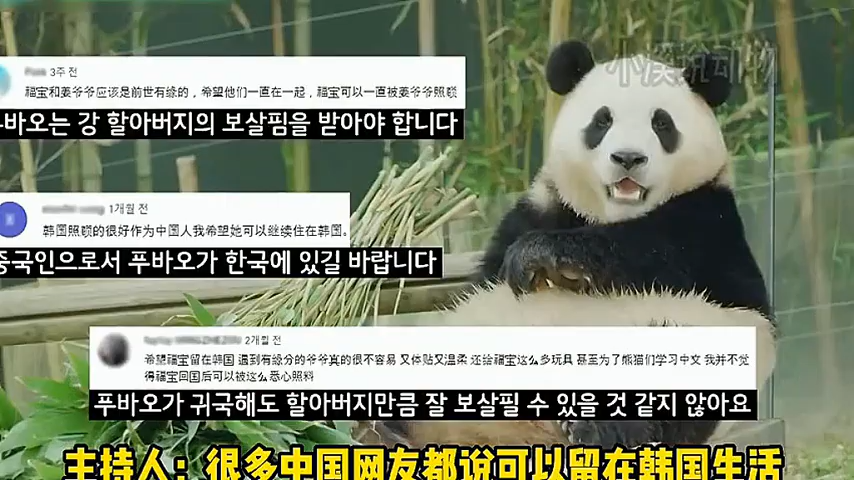 小溪说动物
3주 전
福宝和姜爷爷应该是前世有缘的，希望他们一直在一起，福宝可以一直被姜爷爷照顾
푸바오는 강 할아버지의 보살핌을 받아야 합니다
1개월 전
韩国照顾的很好作为中国人我希望她可以继续住在韩国。
중국인으로서 푸바오가 한국에 있길 바랍니다
2개월 전
希望福宝留在韩国 遇到有缘分的爷爷真的很不容易 又体贴又温柔 还给福宝这么多玩具 甚至为了熊猫们学习中文 我并不觉
得福宝回国后可以被这么悉心照料
푸바오가 귀국해도 할아버지만큼 잘 보살필 수 있을 것 같지 않아요
主持人：很多中国网友都说可以留在韩国生活